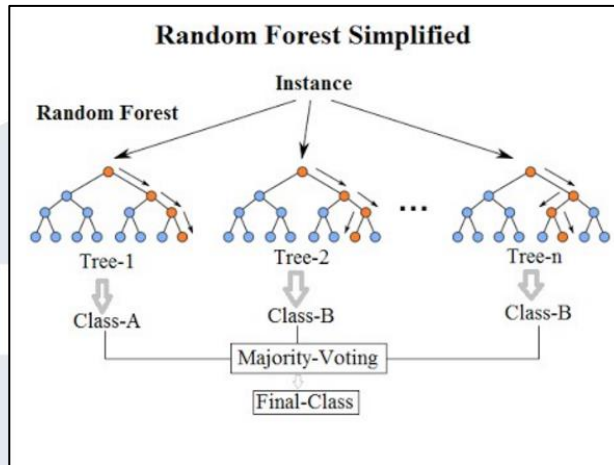 Random Forest Simplified
Instance
Random Forest
...
Tree-1 Tree-2 Tree-n
Class-A Class-B Class-B
Majority-Voting
Final-Class